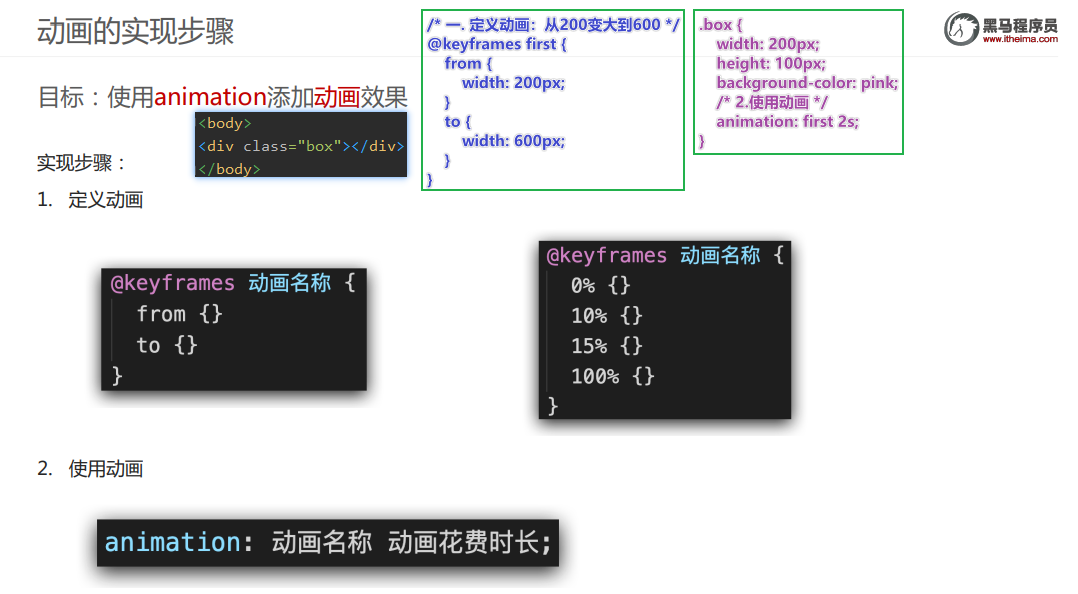 动画的实现步骤
黑马程序员
www.itheima.com
目标：使用animation添加动画效果
<body>
<div class="box"></div>
</body>
/* 一. 定义动画：从200变大到600 */
@keyframes first {
from {
width: 200px;
}
to {
width: 600px;
}
}
.box {
width: 200px;
height: 100px;
background-color: pink;
/* 2.使用动画 */
animation: first 2s;
}
实现步骤：
1. 定义动画
@keyframes 动画名称 {
from {}
to {}
}
@keyframes 动画名称 {
0% {}
10% {}
15% {}
100% {}
}
2. 使用动画
animation: 动画名称 动画花费时长;